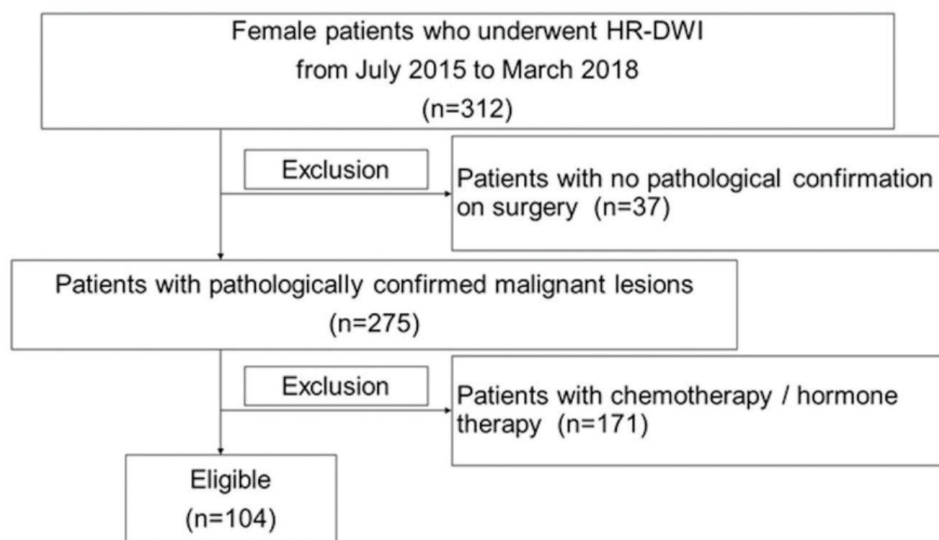 Female patients who underwent HR-DWI
from July 2015 to March 2018
(n=312)
Exclusion
Patients with no pathological confirmation
on surgery (n=37)
Patients with pathologically confirmed malignant lesions
(n=275)
Exclusion
Patients with chemotherapy / hormone
therapy (n=171)
Eligible
(n=104)